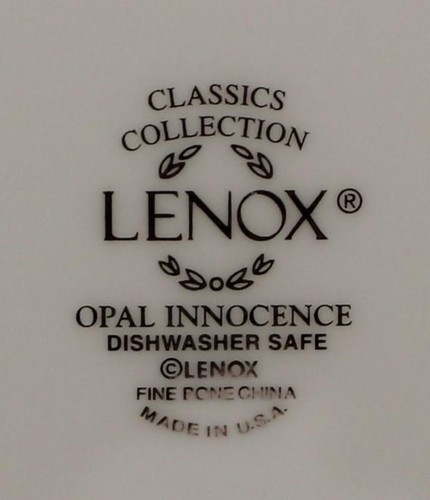 CLASSICS
COLLECTION
LENOX®
OPAL INNOCENCE
DISHWASHER SAFE
©LENOX
FINE BONE CHINA
MADE IN U.S.A.